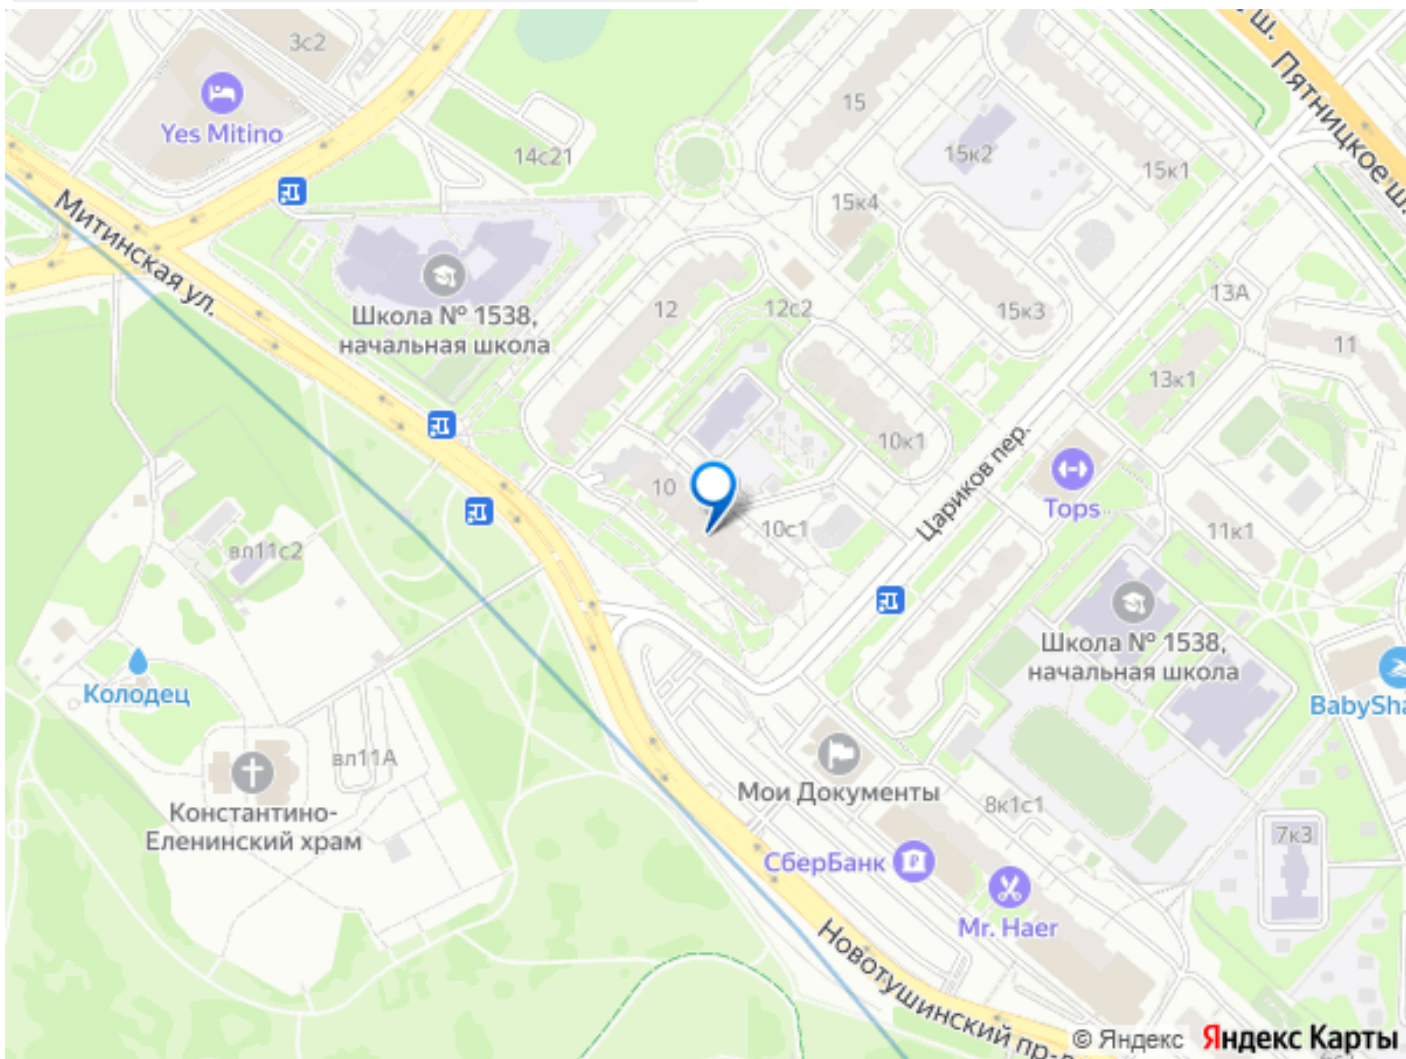 3с2
Yes Mitino
ш.
Пятницкое ш.
15
14с21
15к2
15к1
15к4
Митинская ул.
13А
12
12с2
15к3
Школа № 1538,
начальная школа
11
13к1
10к1
Цариков пер.
10
Tops
10с1
11к1
вл11с2
Школа № 1538,
начальная школа
Колодец
BabySha
вл11А
Мои Документы
Константино-
Еленинский храм
8к1с1
7к3
СберБанк
Mr. Haer
Новотушинский пр-
© Яндекс Яндекс Карты